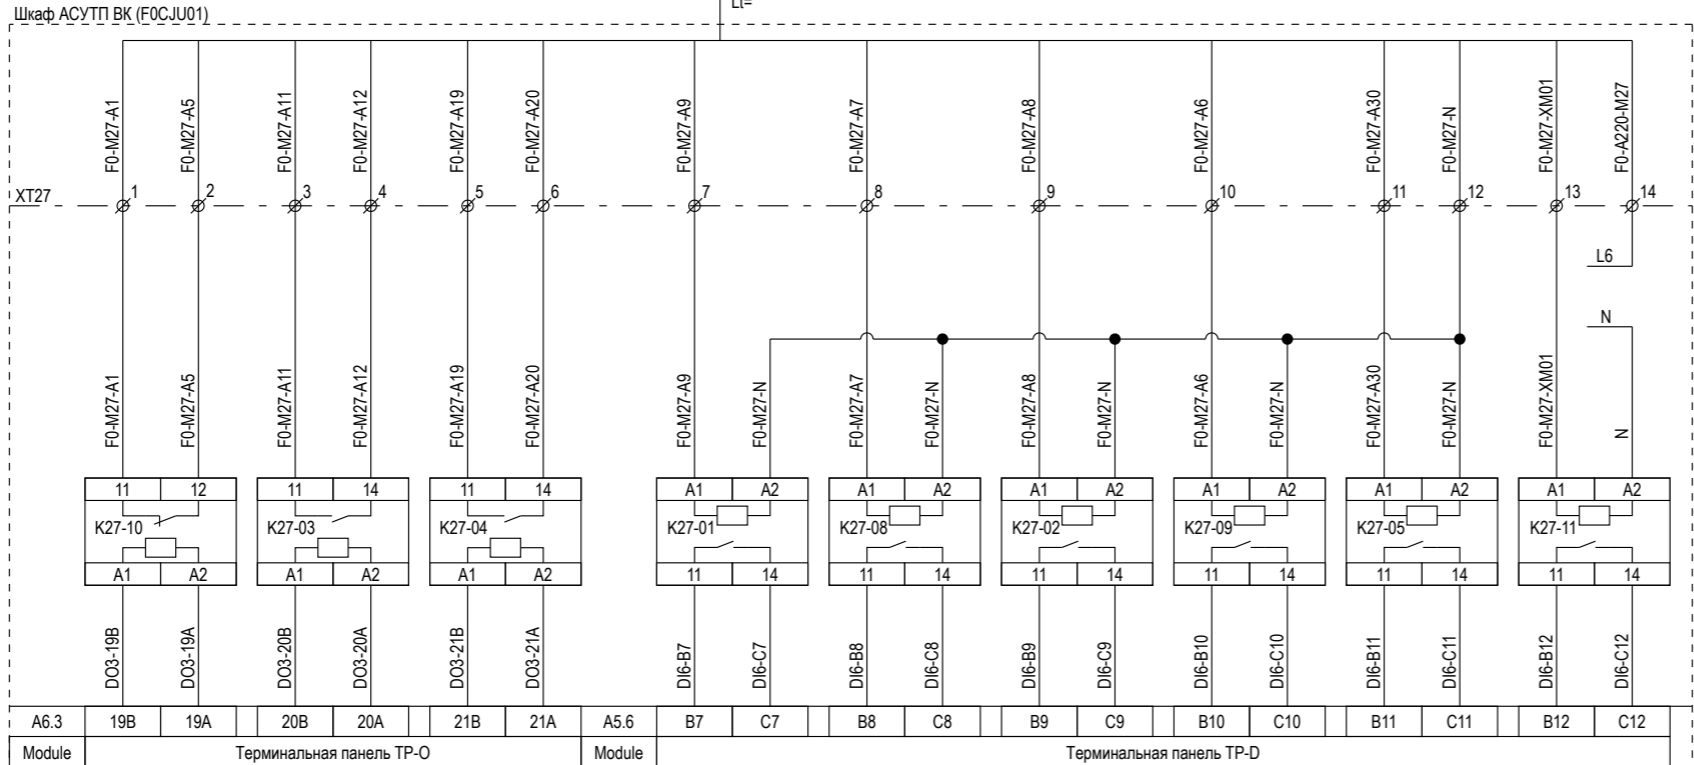 Lt=
Шкаф АСУТП ВК (F0CJU01)
F0-M27-A1 F0-M27-A5 F0-M27-A11 F0-M27-A12 F0-M27-A19 F0-M27-A20 F0-M27-A9 F0-M27-A7 F0-M27-A8 F0-M27-A6 F0-M27-A30 F0-M27-N F0-M27-XM01 F0-A220-M27
XT27 1 2 3 4 5 6 7 8 9 10 11 12 13 14
L6
N
F0-M27-A1 F0-M27-A5 F0-M27-A11 F0-M27-A12 F0-M27-A19 F0-M27-A20 F0-M27-A9 F0-M27-N F0-M27-A7 F0-M27-N F0-M27-A8 F0-M27-N F0-M27-A6 F0-M27-N F0-M27-A30 F0-M27-N F0-M27-XM01 N
11 12 11 14 11 14 A1 A2 A1 A2 A1 A2 A1 A2 A1 A2 A1 A2
K27-10 K27-03 K27-04 K27-01 K27-08 K27-02 K27-09 K27-05 K27-11
A1 A2 A1 A2 A1 A2 11 14 11 14 11 14 11 14 11 14 11 14
DO3-19B DO3-19A DO3-20B DO3-20A DO3-21B DO3-21A DI6-B7 DI6-C7 DI6-B8 DI6-C8 DI6-B9 DI6-C9 DI6-B10 DI6-C10 DI6-B11 DI6-C11 DI6-B12 DI6-C12
A6.3 19B 19A 20B 20A 21B 21A A5.6 B7 C7 B8 C8 B9 C9 B10 C10 B11 C11 B12 C12
Module Терминальная панель TP-O Module Терминальная панель TP-D